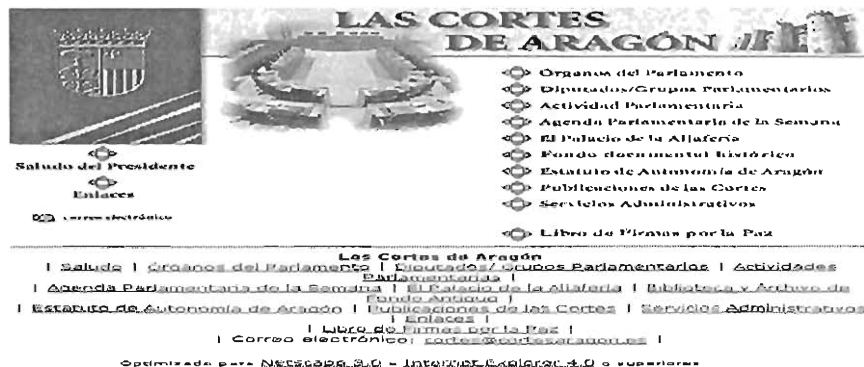 LAS CORTES
DE ARAGÓN
Saludo del Presidente
Enlaces
correo electrónico
Órganos del Parlamento
Diputados/Grupos Parlamentarios
Actividad Parlamentaria
Agenda Parlamentaria de la Semana
El Palacio de la Aljafería
Fondo documental histórico
Estatuto de Autonomía de Aragón
Publicaciones de las Cortes
Servicios Administrativos
Libro de Firmas por la Paz
Las Cortes de Aragón
| Saludo | Órganos del Parlamento | Diputados/ Grupos Parlamentarios | Actividades
Parlamentarias |
| Agenda Parlamentaria de la Semana | El Palacio de la Aljafería | Biblioteca y Archivo de
Fondo Antiguo |
| Estatuto de Autonomía de Aragón | Publicaciones de las Cortes | Servicios Administrativos
| Enlaces |
| Libro de Firmas por la Paz |
| Correo electrónico: cortes@cortesaragon.es |
Optimizado para Netscape 3.0 - Internet Explorer 4.0 o superiores